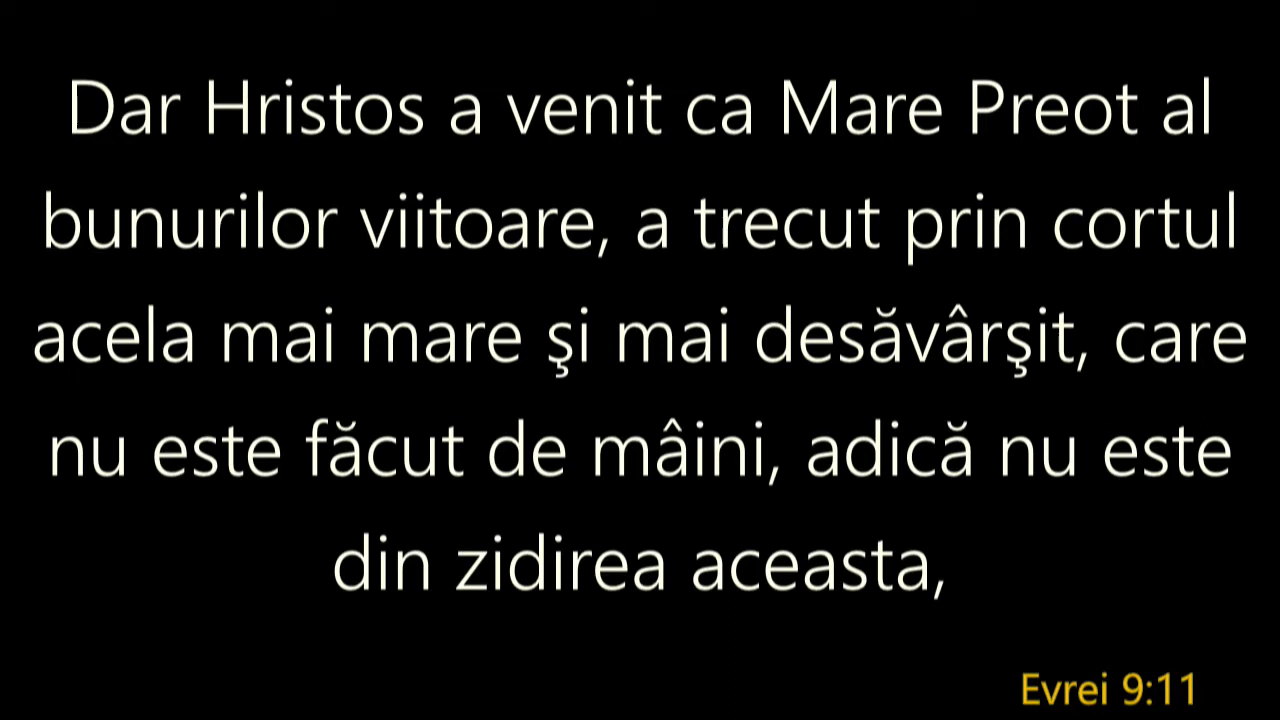 Dar Hristos a venit ca Mare Preot al
bunurilor viitoare, a trecut prin cortul
acela mai mare şi mai desăvârşit, care
nu este făcut de mâini, adică nu este
din zidirea aceasta,
Evrei 9:11